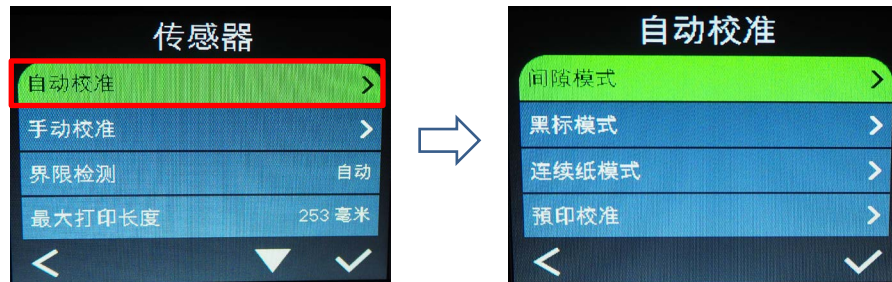 传感器
自动校准
手动校准
界限检测 自动
最大打印长度 253 毫米
自动校准
间隙模式
黑标模式
连续纸模式
預印校准